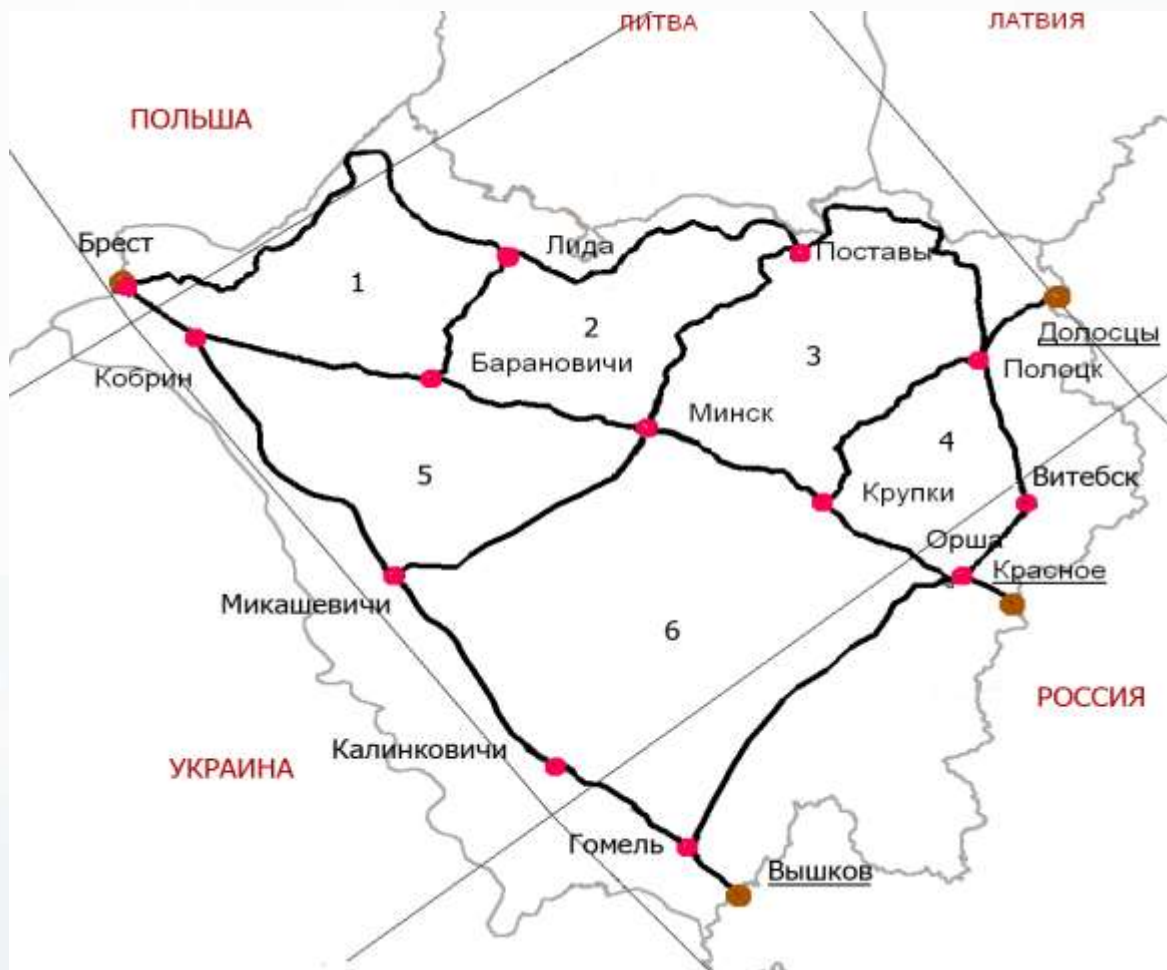 ЛИТВА
ЛАТВИЯ
ПОЛЬША
Брест
Лида
Поставы
1
2
3
Долосцы
Кобрин
Барановичи
Полоцк
Минск
4
5
Крупки
Витебск
Орша
Красное
Микашевичи
6
РОССИЯ
Калинковичи
УКРАИНА
Гомель
Вышков